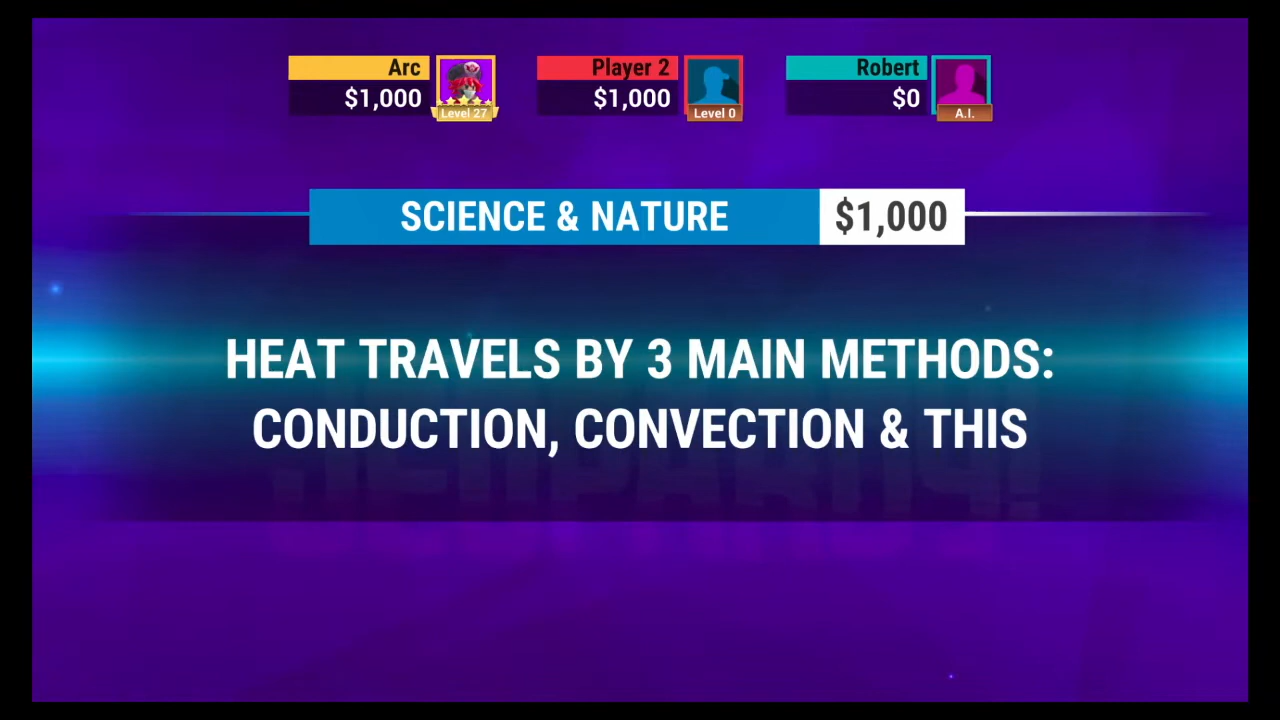 Arc
$1,000
Level 27
Player 2
$1,000
Level 0
Robert
$0
A.I.
SCIENCE & NATURE
$1,000
HEAT TRAVELS BY 3 MAIN METHODS:
CONDUCTION, CONVECTION & THIS
JEOPARDY!